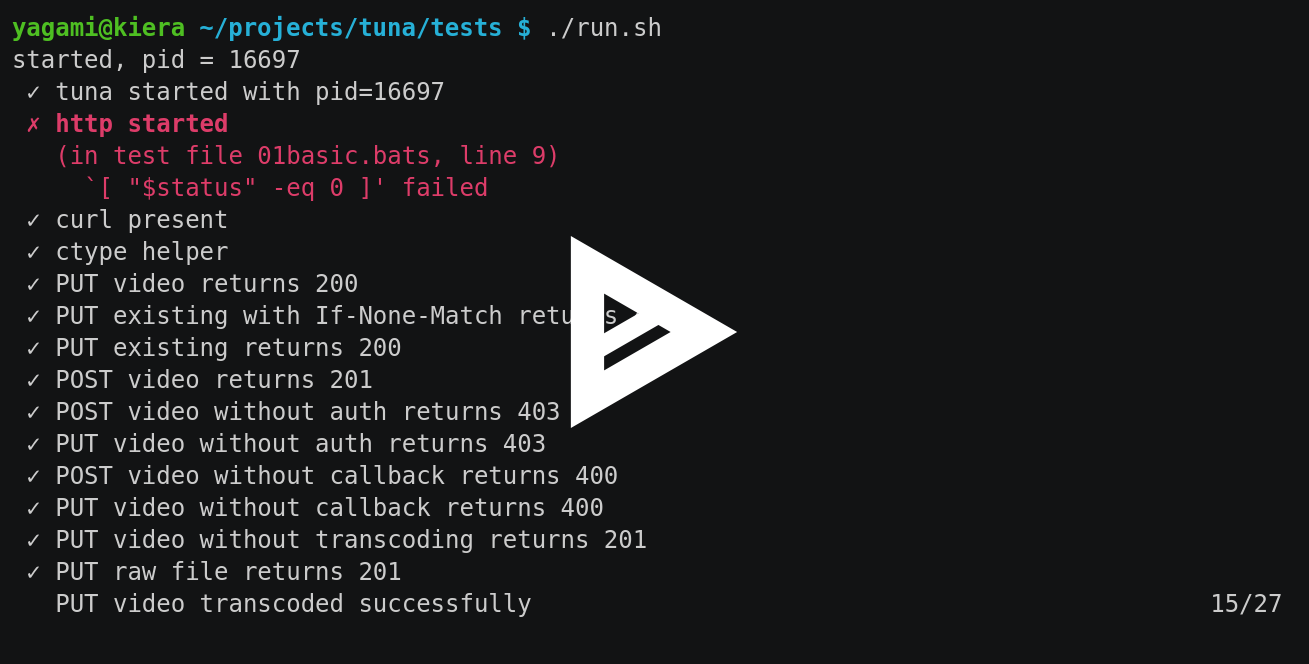 yagami@kiera ~/projects/tuna/tests $ ./run.sh
started, pid = 16697
✓ tuna started with pid=16697
✗ http started
(in test file 01basic.bats, line 9)
`[ "$status" -eq 0 ]' failed
✓ curl present
✓ ctype helper
✓ PUT video returns 200
✓ PUT existing with If-None-Match
✓ PUT existing returns 200
✓ POST video returns 201
✓ POST video without auth returns 403
✓ PUT video without auth returns 403
✓ POST video without callback returns 400
✓ PUT video without callback returns 400
✓ PUT video without transcoding returns 201
✓ PUT raw file returns 201
PUT video transcoded successfully 15/27